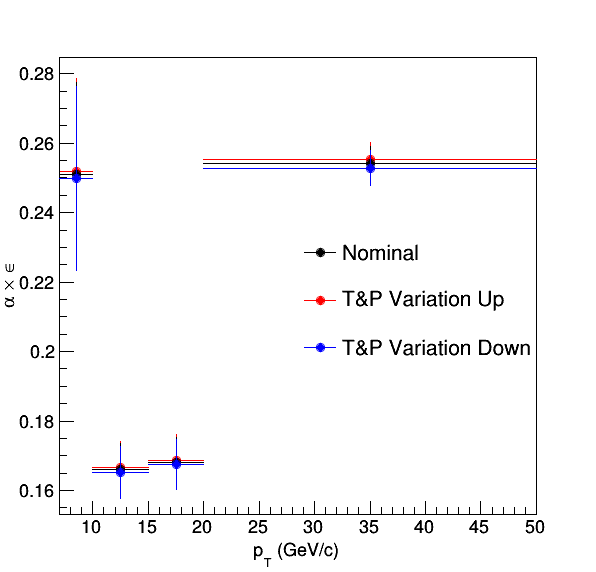 0.28
0.26
0.24
0.22
0.2
0.18
0.16
α × ϵ
Nominal
T&P Variation Up
T&P Variation Down
10 15 20 25 30 35 40 45 50
p_T (GeV/c)